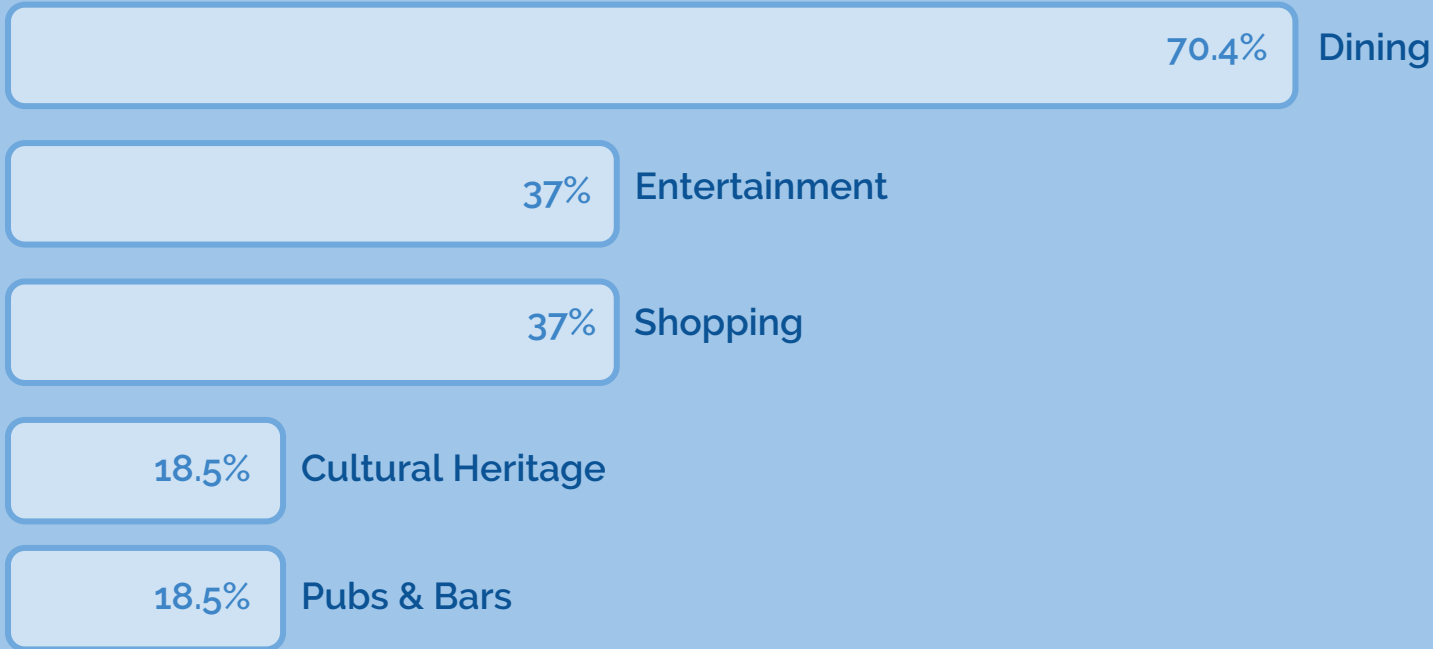 70.4% Dining
37% Entertainment
37% Shopping
18.5% Cultural Heritage
18.5% Pubs & Bars